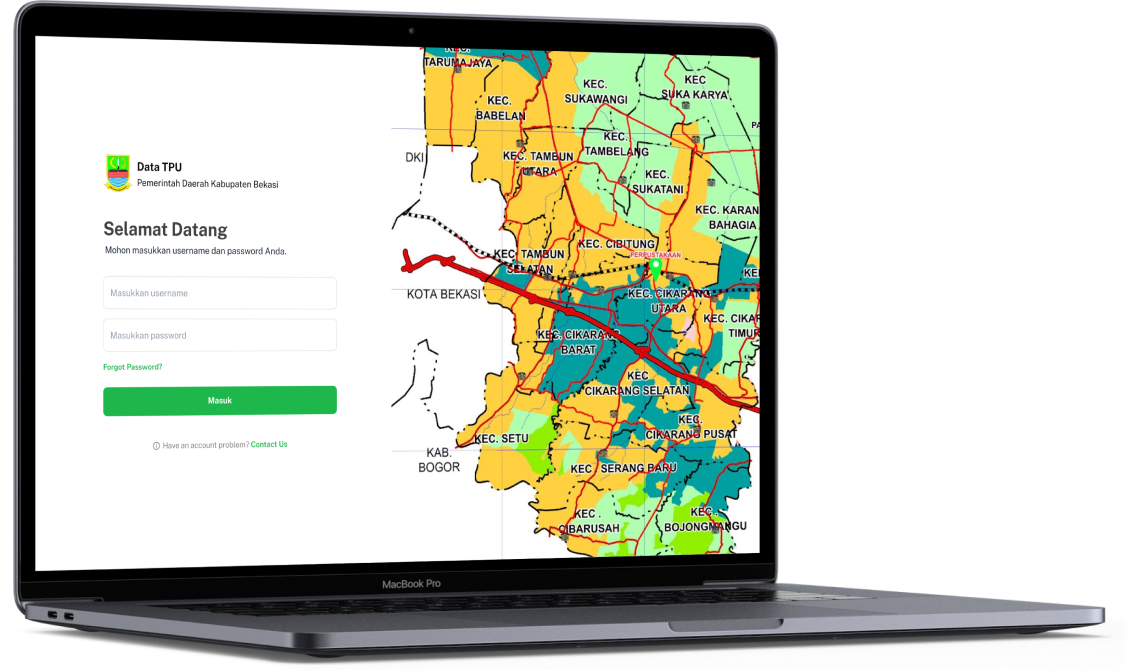 Data TPU
Pemerintah Daerah Kabupaten Bekasi
Selamat Datang
Mohon masukkan username dan password Anda.
Masukkan username
Masukkan password
Forgot Password?
Masuk
Have an account problem? Contact Us
KEC.
TARUMAJAYA
KEC.
BABELAN
KEC.
SUKAWANGI
KEC
SUKA KARYA
PA
DKI
KEC. TAMBUN
UTARA
KEC.
TAMBELANG
KEC.
SUKATANI
KEC. KARAN
BAHAGIA
KEC. CIBITUNG
KEC. TAMBUN
SELATAN
PERPUSTAKAAN
KE
KOTA BEKASI
KEC. CIKARANG
UTARA
KEC. CIKAR
TIMUR
KEC. CIKARANG
BARAT
KEC
CIKARANG SELATAN
KEC.
CIKARANG PUSAT
KEC. SETU
KAB.
BOGOR
KEC . SERANG BARU
KEC .
CIBARUSAH
KEC .
BOJONGMANGU
MacBook Pro